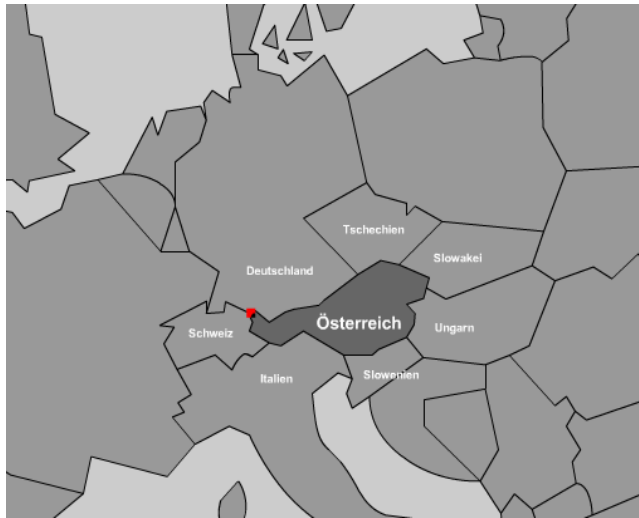 Tschechien
Slowakei
Deutschland
Österreich
Ungarn
Schweiz
Italien
Slowenien